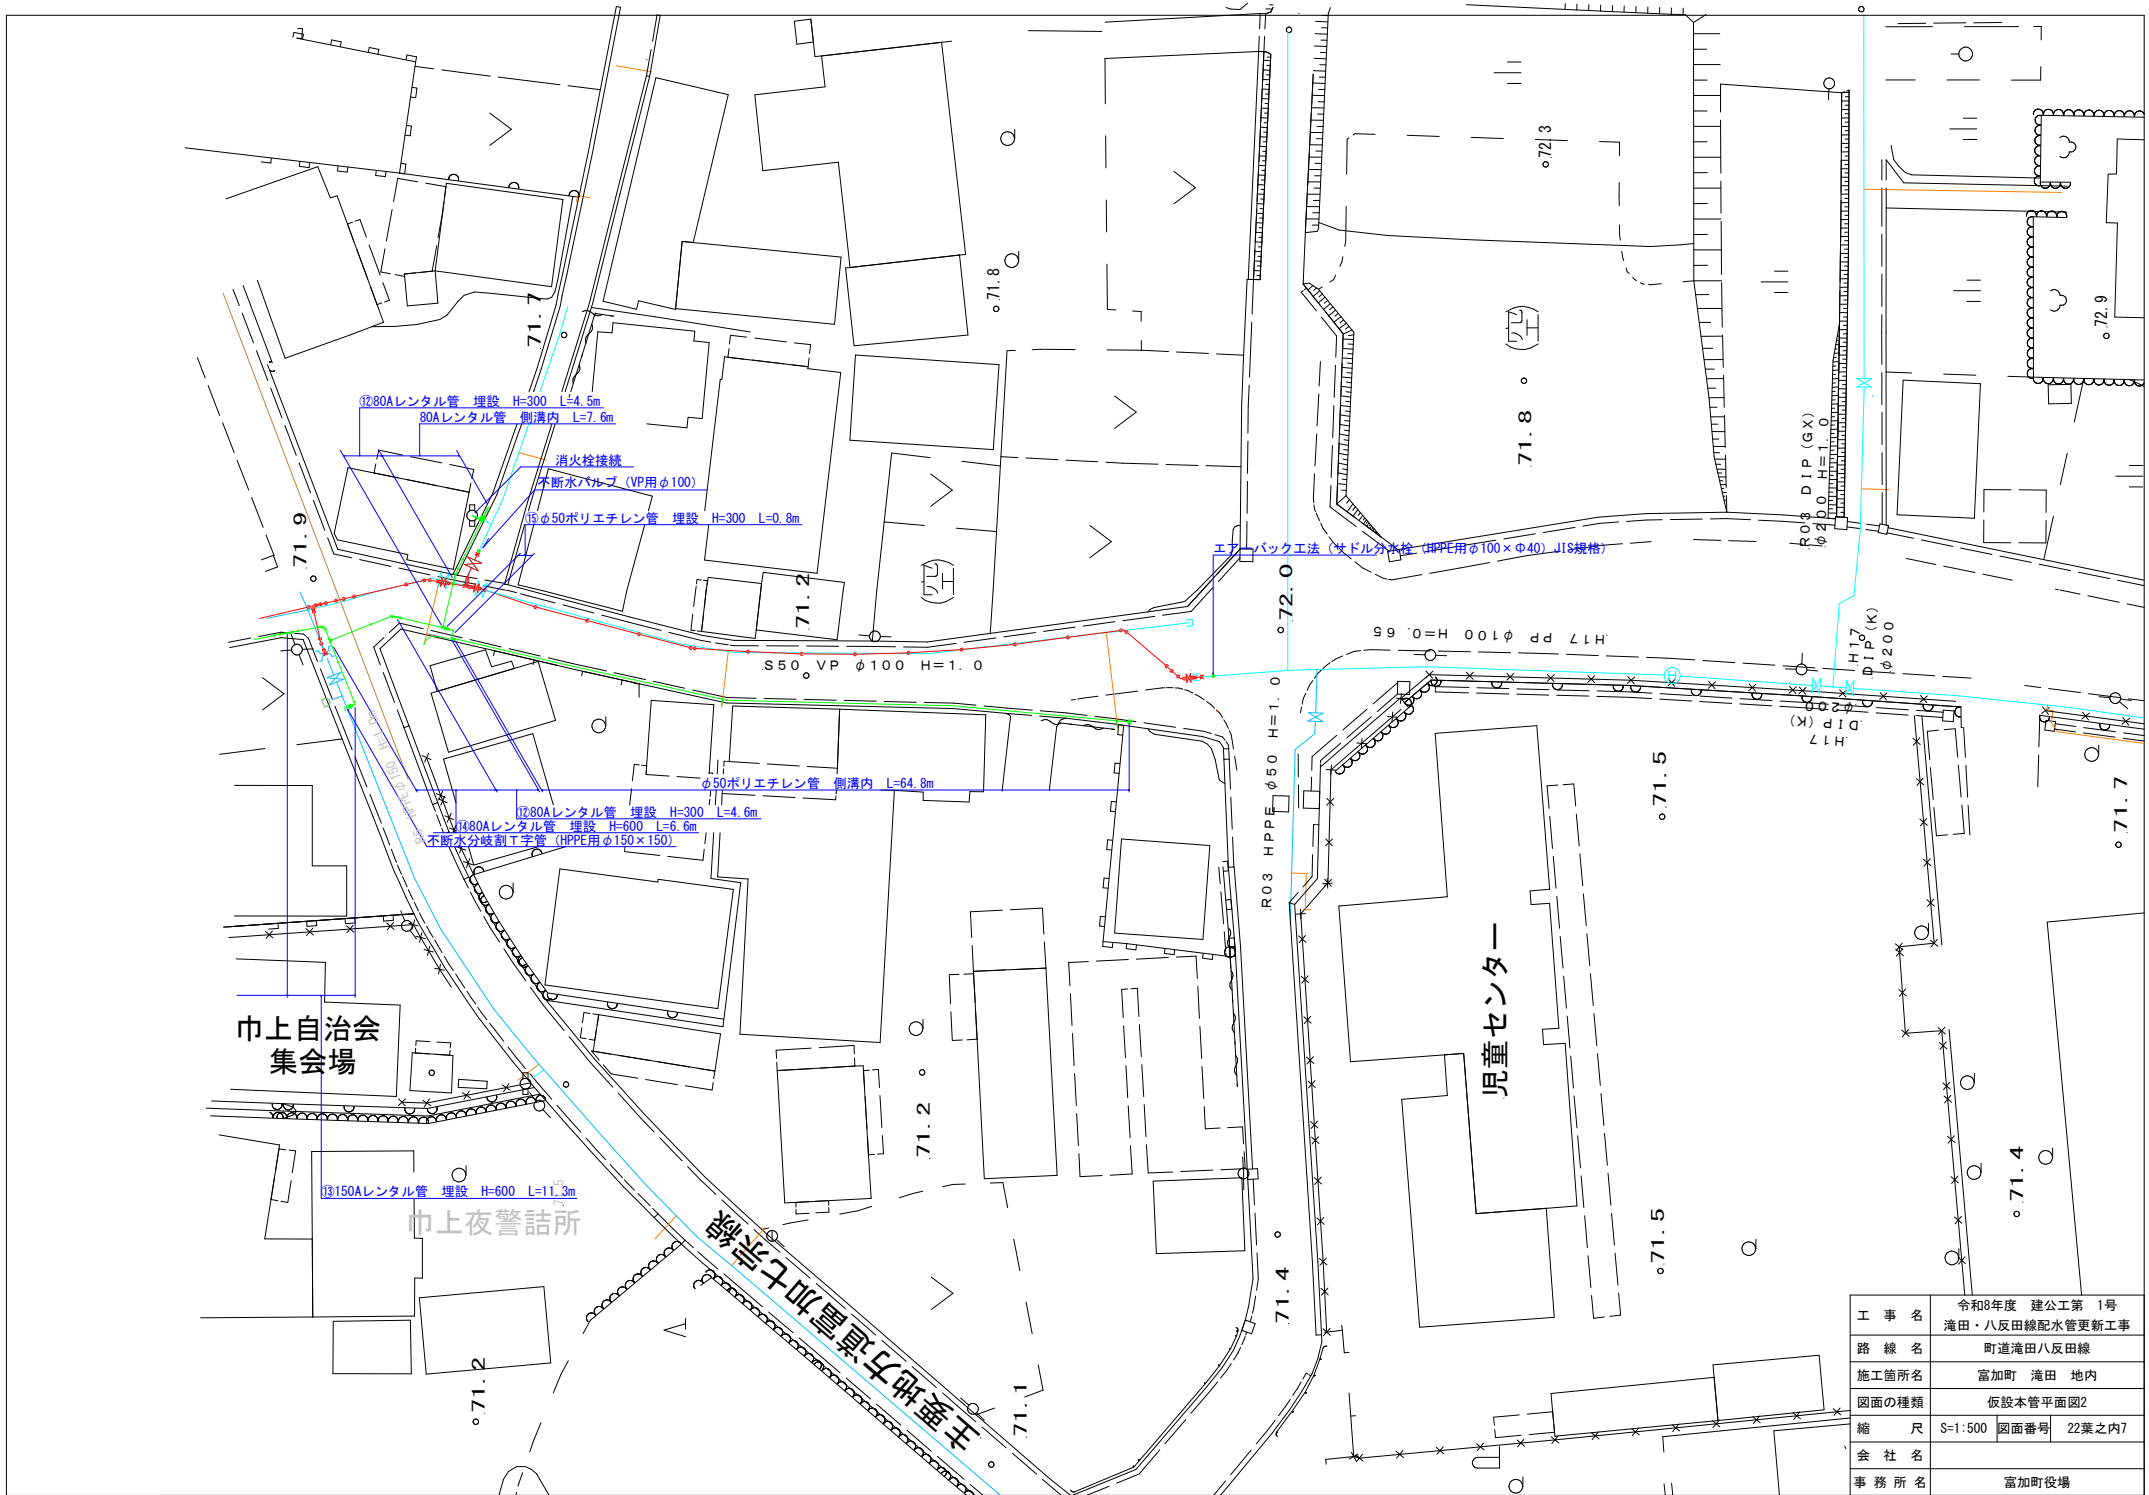 71.7
71.8
72.3
72.9
(空)
71.8
⑫80Aレンタル管 埋設 H=300 L=4.5m
80Aレンタル管 側溝内 L=7.6m
消火栓接続
不断水バルブ (VP用φ100)
⑮φ50ポリエチレン管 埋設 H=300 L=0.8m
エアーバック工法 (サドル分水栓 (HPPE用φ100×Φ40) JIS規格)
R03 DIP(GX)
φ200 H=1.0
71.9
71.2
(空)
72.0
H17 PP φ100 H=0.65
H17
DIP(K)
φ200
S50 VP φ100 H=1.0
H17
DIP(K)
φ200
R03 HPPE φ50 H=1.0
φ50ポリエチレン管 側溝内 L=64.8m
⑫80Aレンタル管 埋設 H=300 L=4.6m
⑭80Aレンタル管 埋設 H=600 L=6.6m
不断水分岐割T字管 (HPPE用φ150×150)
71.5
71.7
児童センター
巾上自治会
集会場
71.2
71.4
⑬150Aレンタル管 埋設 H=600 L=11.3m
巾上夜警詰所
71.5
71.4
主要地方道富加七宗線
71.2
71.1
工事名 令和8年度 建公工第 1号
滝田・八反田線配水管更新工事
路線名 町道滝田八反田線
施工箇所名 富加町 滝田 地内
図面の種類 仮設本管平面図2
縮尺 S=1:500 図面番号 22葉之内7
会社名
事務所名 富加町役場